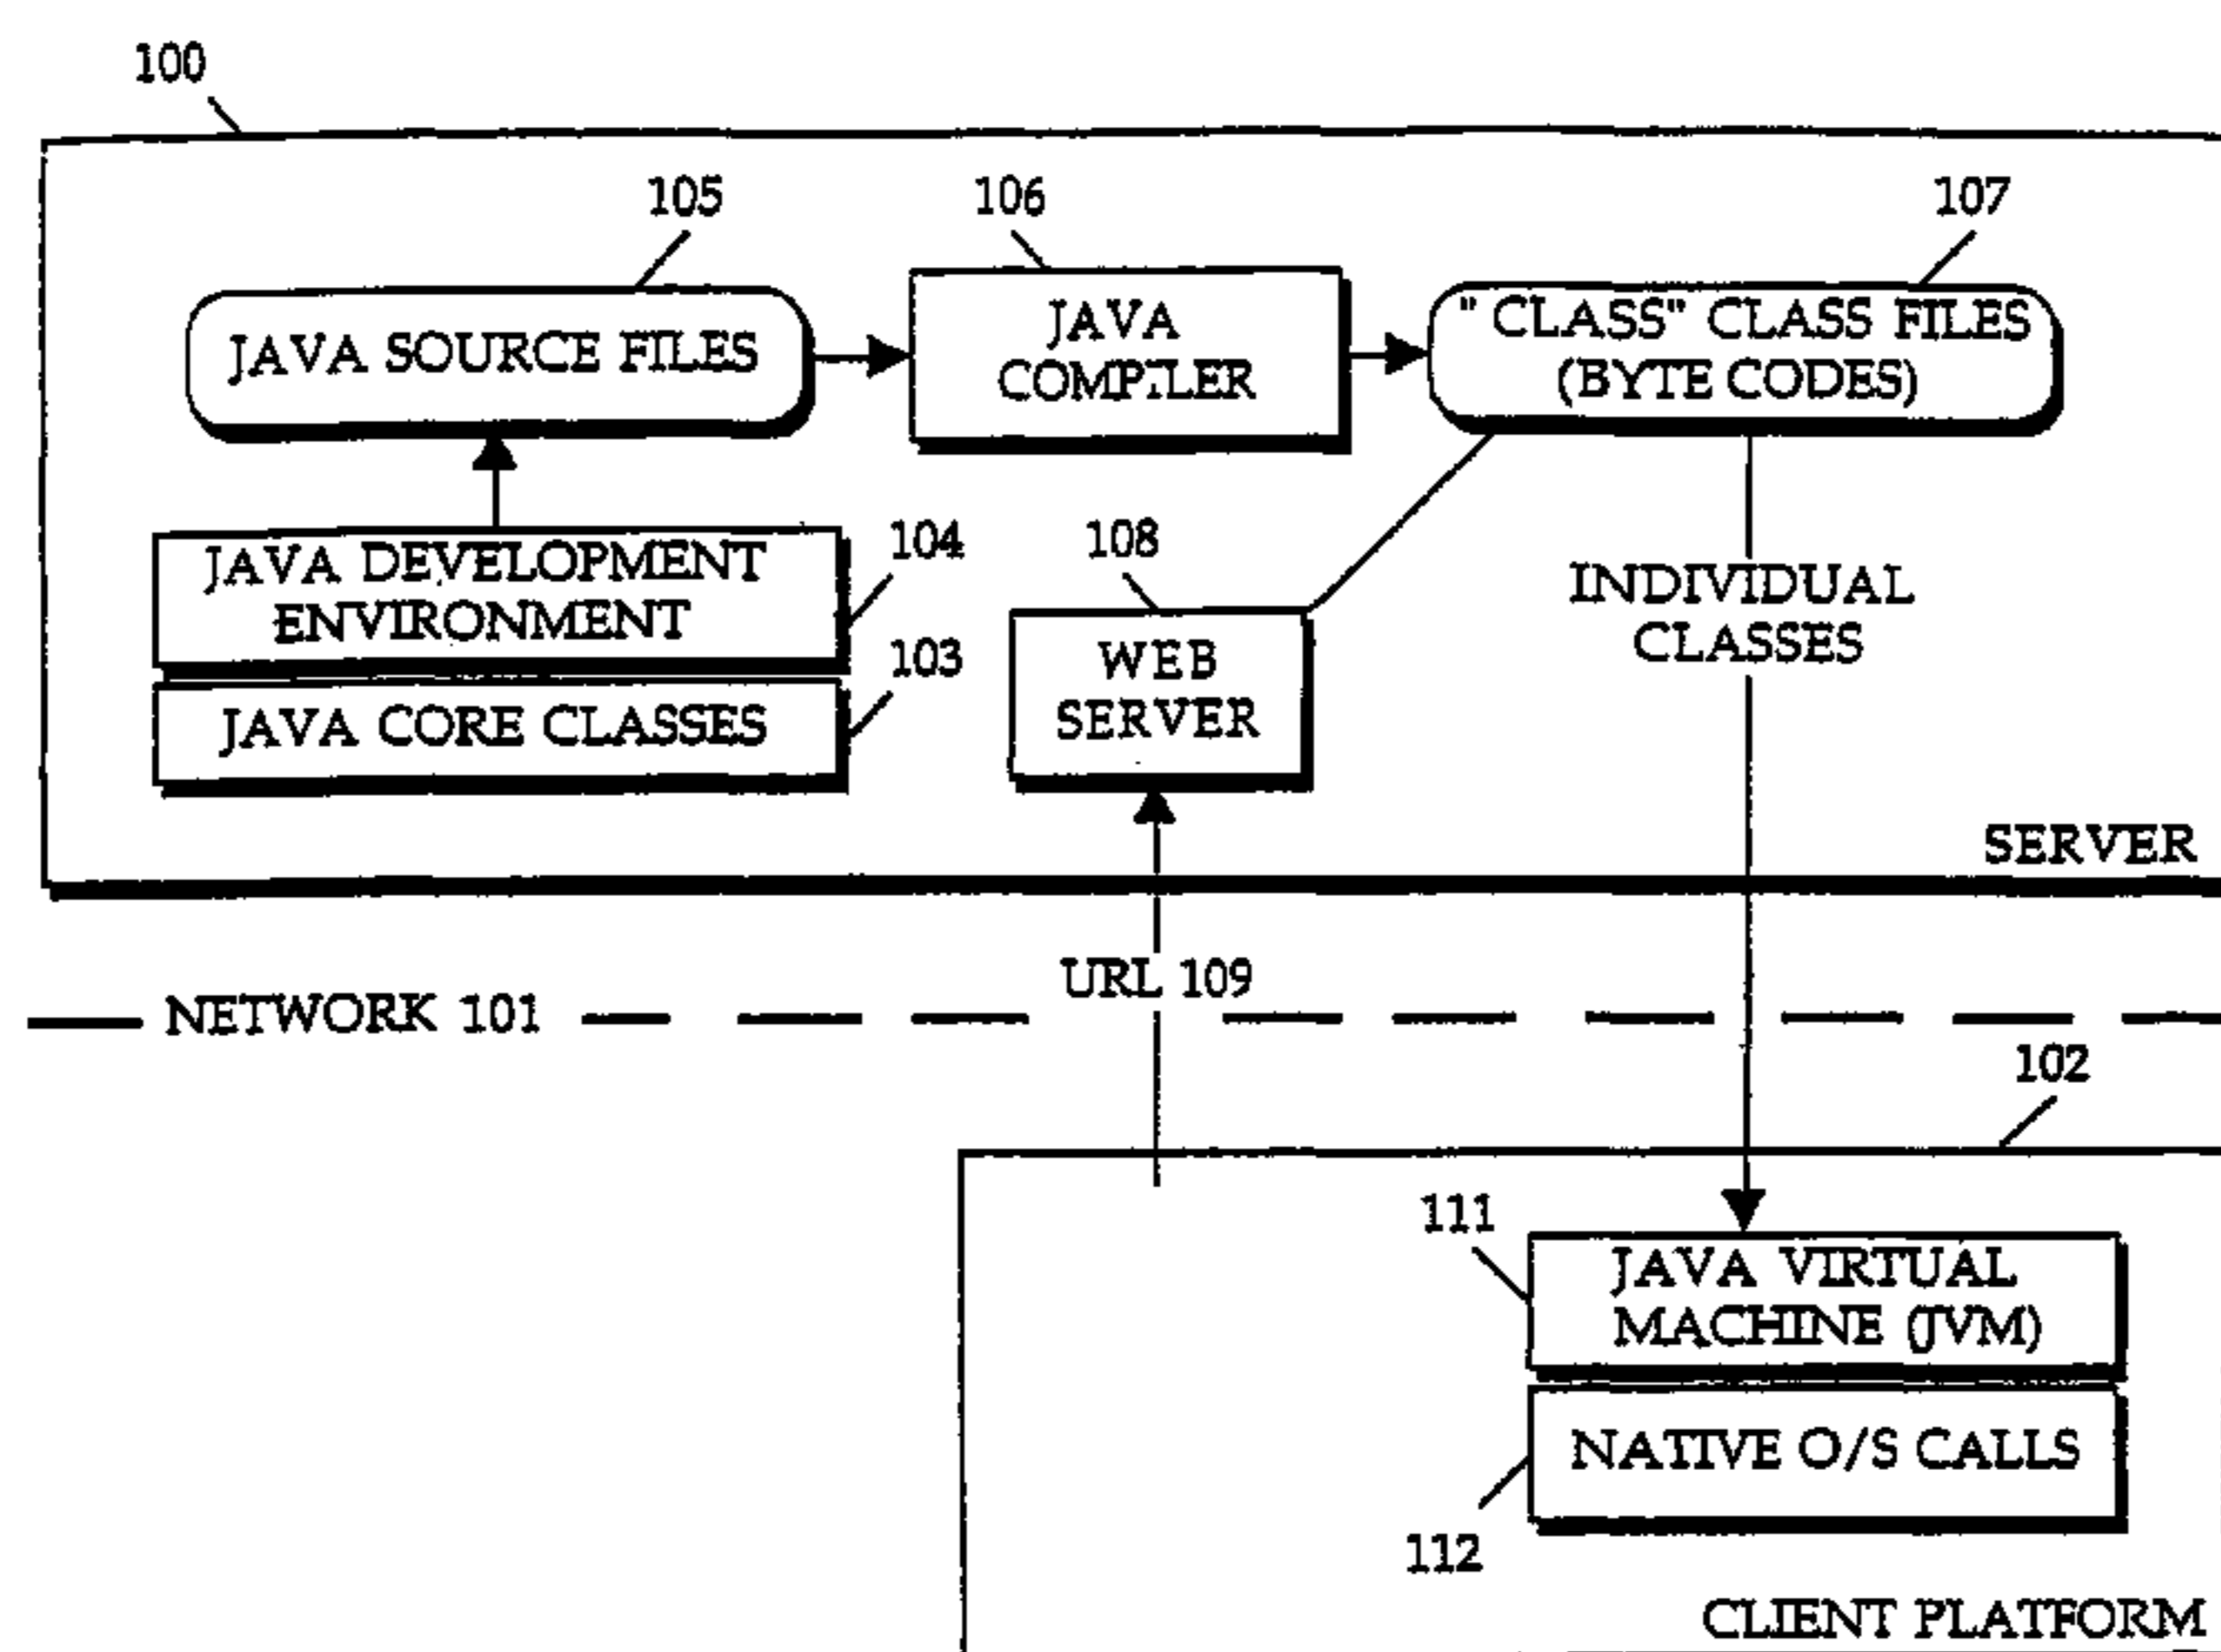 100
105
106
107
JAVA SOURCE FILES
JAVA
COMPILER
" CLASS" CLASS FILES
(BYTE CODES)
JAVA DEVELOPMENT
ENVIRONMENT
104
103
JAVA CORE CLASSES
108
WEB
SERVER
INDIVIDUAL
CLASSES
SERVER
URL 109
NETWORK 101
102
111
JAVA VIRTUAL
MACHINE (JVM)
NATIVE O/S CALLS
112
CLIENT PLATFORM